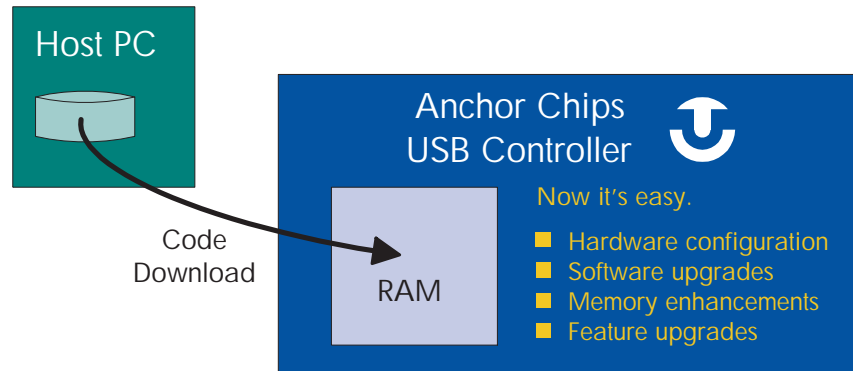 Host PC
Anchor Chips
USB Controller
Now it's easy.
Code
Download
RAM
Hardware configuration
Software upgrades
Memory enhancements
Feature upgrades